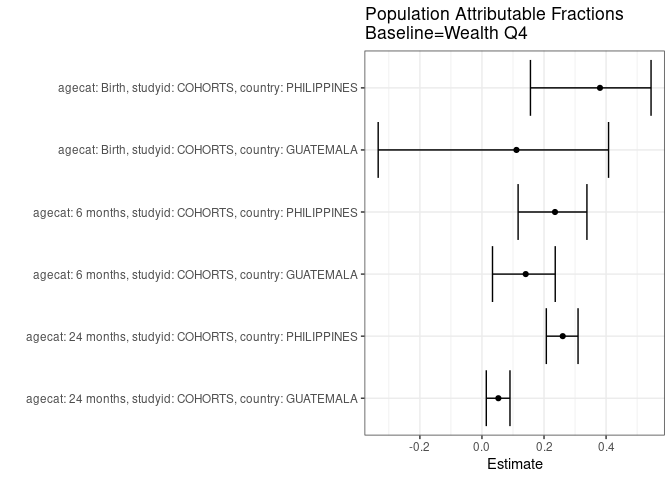 Population Attributable Fractions
Baseline=Wealth Q4
agecat: Birth, studyid: COHORTS, country: PHILIPPINES
agecat: Birth, studyid: COHORTS, country: GUATEMALA
agecat: 6 months, studyid: COHORTS, country: PHILIPPINES
agecat: 6 months, studyid: COHORTS, country: GUATEMALA
agecat: 24 months, studyid: COHORTS, country: PHILIPPINES
agecat: 24 months, studyid: COHORTS, country: GUATEMALA
-0.2 0.0 0.2 0.4
Estimate